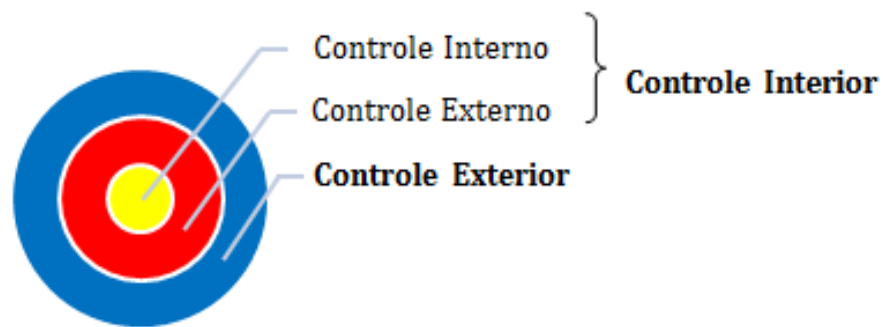 Controle Interno
Controle Externo
Controle Interior
Controle Exterior